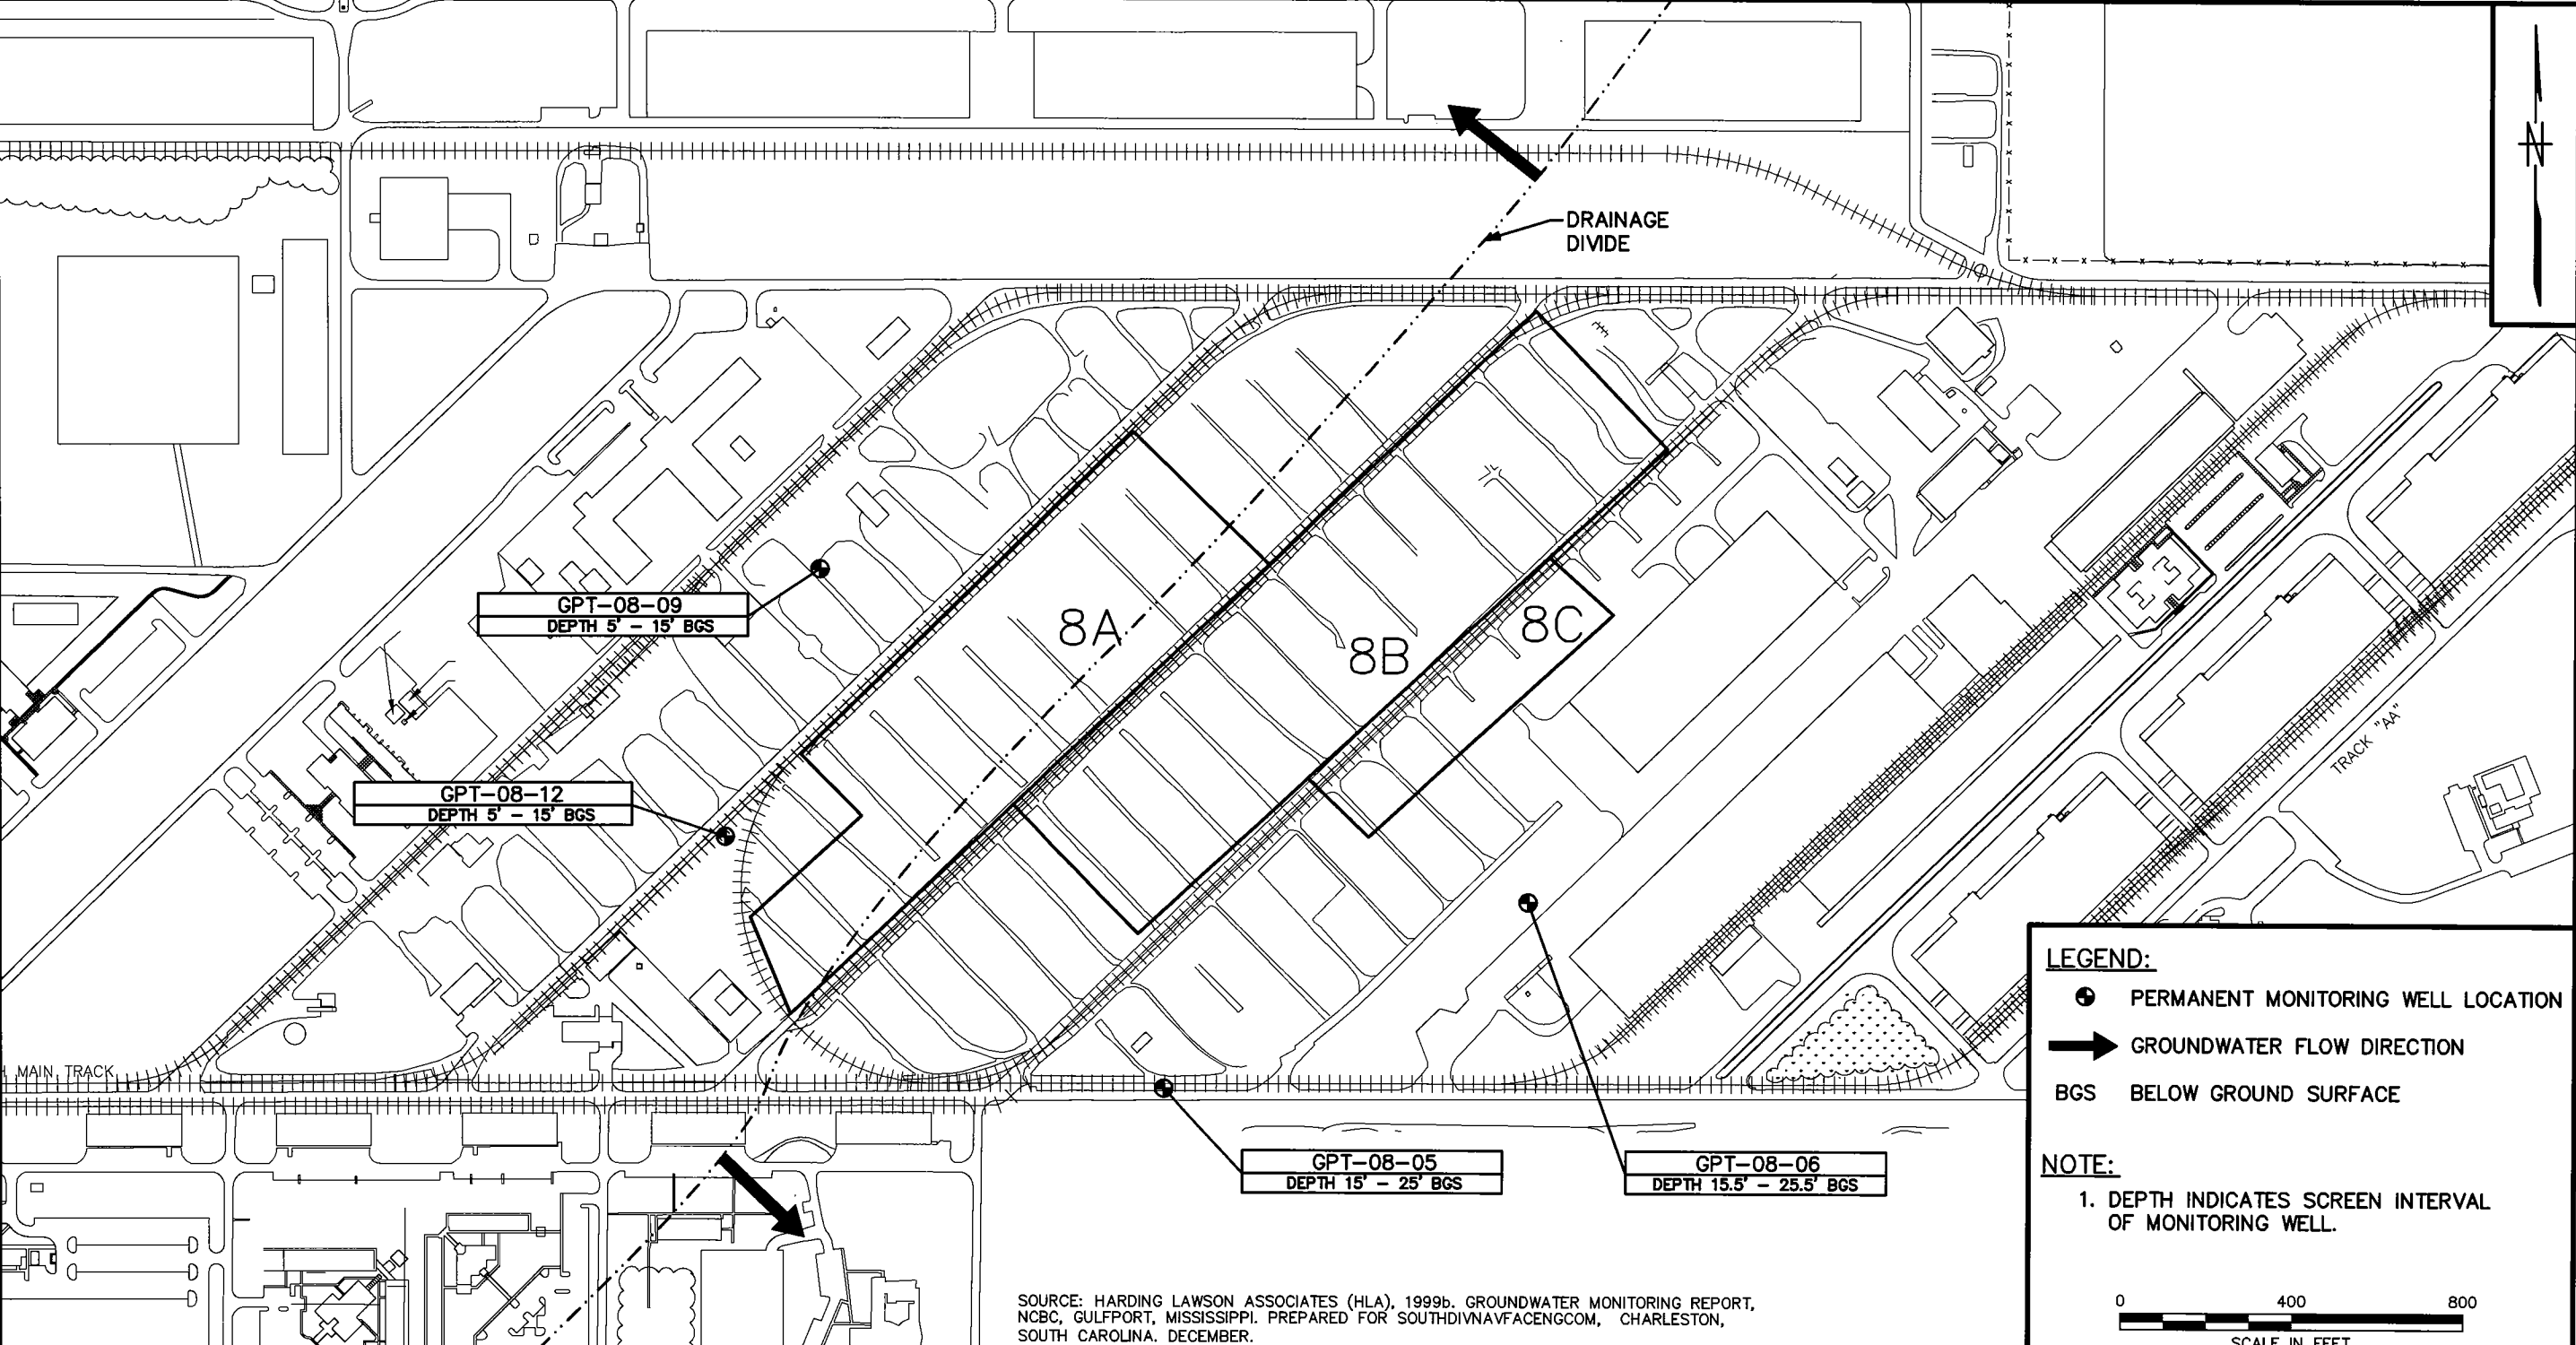 N
DRAINAGE
DIVIDE
GPT-08-09
DEPTH 5' - 15' BGS
8A
8B
8C
GPT-08-12
DEPTH 5' - 15' BGS
TRACK "AA"
MAIN TRACK
GPT-08-05
DEPTH 15' - 25' BGS
GPT-08-06
DEPTH 15.5' - 25.5' BGS
LEGEND:
PERMANENT MONITORING WELL LOCATION
GROUNDWATER FLOW DIRECTION
BGS BELOW GROUND SURFACE
NOTE:
1. DEPTH INDICATES SCREEN INTERVAL
OF MONITORING WELL.
0 400 800
SCALE IN FEET
SOURCE: HARDING LAWSON ASSOCIATES (HLA), 1999b. GROUNDWATER MONITORING REPORT,
NCBC, GULFPORT, MISSISSIPPI. PREPARED FOR SOUTHDIVNAVFACENGCOM, CHARLESTON,
SOUTH CAROLINA. DECEMBER.